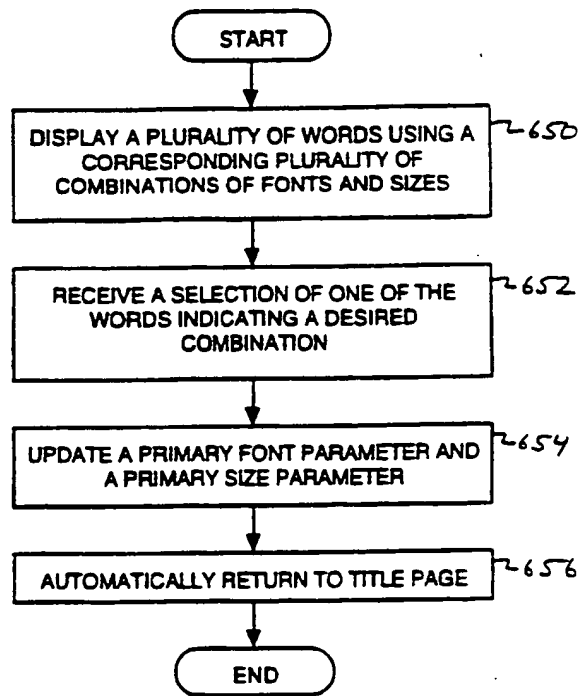 START
DISPLAY A PLURALITY OF WORDS USING A
CORRESPONDING PLURALITY OF
COMBINATIONS OF FONTS AND SIZES
650
RECEIVE A SELECTION OF ONE OF THE
WORDS INDICATING A DESIRED
COMBINATION
652
UPDATE A PRIMARY FONT PARAMETER AND
A PRIMARY SIZE PARAMETER
654
AUTOMATICALLY RETURN TO TITLE PAGE
656
END